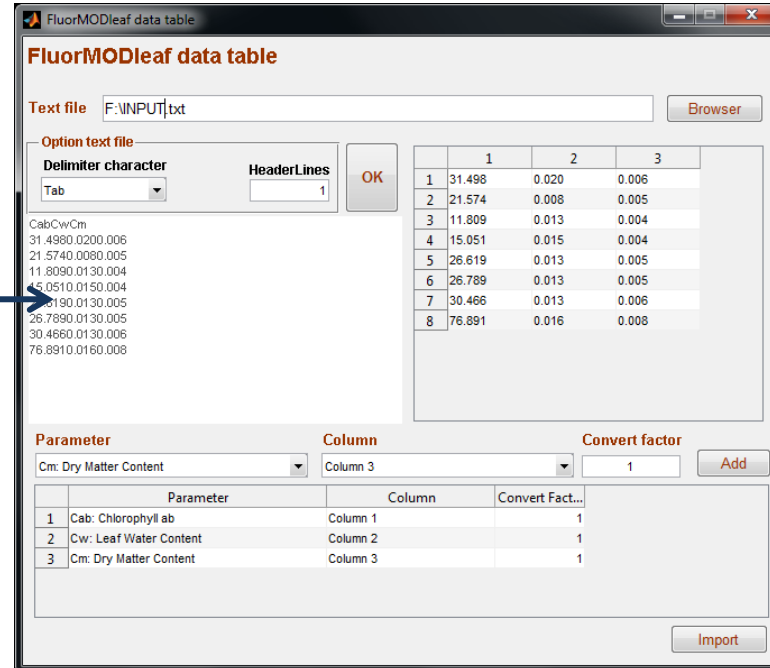 FluorMODleaf data table
FluorMODleaf data table
Text file F:\INPUT.txt Browser
Option text file
Delimiter character HeaderLines
Tab 1 OK
CabCwCm
31.4980.0200.006
21.5740.0080.005
11.8090.0130.004
15.0510.0150.004
190.0130.005
26.7890.0130.005
30.4660.0130.006
76.8910.0160.008
1 2 3
1 31.498 0.020 0.006
2 21.574 0.008 0.005
3 11.809 0.013 0.004
4 15.051 0.015 0.004
5 26.619 0.013 0.005
6 26.789 0.013 0.005
7 30.466 0.013 0.006
8 76.891 0.016 0.008
Parameter Column Convert factor
Cm: Dry Matter Content Column 3 1 Add
Parameter Column Convert Fact...
1 Cab: Chlorophyll ab Column 1 1
2 Cw: Leaf Water Content Column 2 1
3 Cm: Dry Matter Content Column 3 1
Import